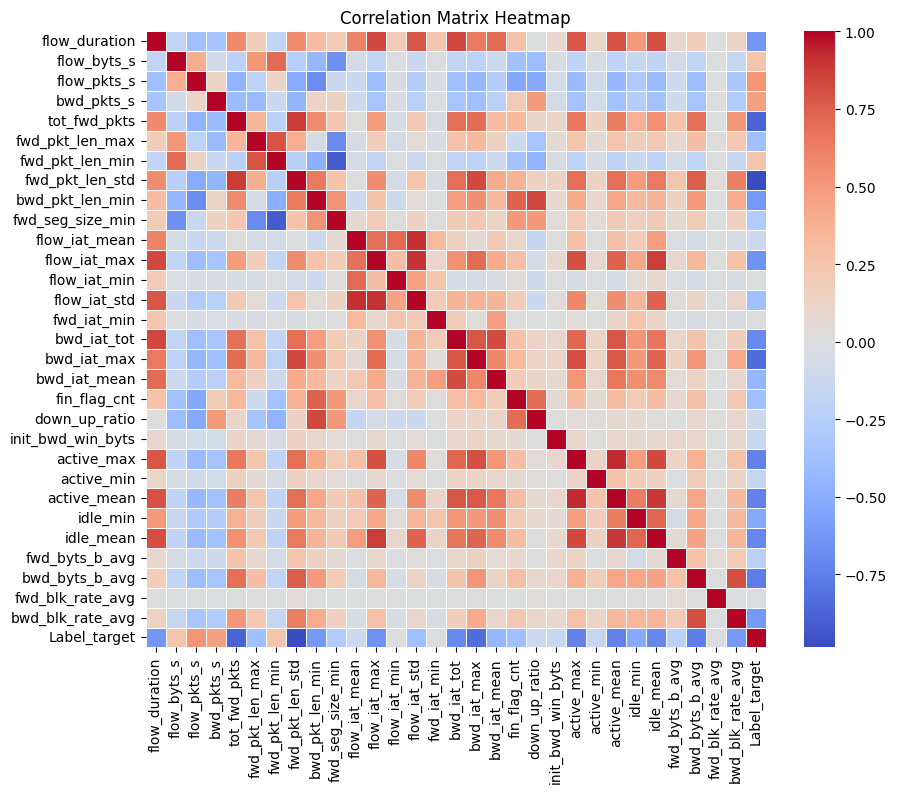 Correlation Matrix Heatmap
flow_duration
flow_byts_s
flow_pkts_s
bwd_pkts_s
tot_fwd_pkts
fwd_pkt_len_max
fwd_pkt_len_min
fwd_pkt_len_std
bwd_pkt_len_min
fwd_seg_size_min
flow_iat_mean
flow_iat_max
flow_iat_min
flow_iat_std
fwd_iat_min
bwd_iat_tot
bwd_iat_max
bwd_iat_mean
fin_flag_cnt
down_up_ratio
init_bwd_win_byts
active_max
active_min
active_mean
idle_min
idle_mean
fwd_byts_b_avg
bwd_byts_b_avg
fwd_blk_rate_avg
bwd_blk_rate_avg
Label_target
flow_duration
flow_byts_s
flow_pkts_s
bwd_pkts_s
tot_fwd_pkts
fwd_pkt_len_max
fwd_pkt_len_min
fwd_pkt_len_std
bwd_pkt_len_min
fwd_seg_size_min
flow_iat_mean
flow_iat_max
flow_iat_min
flow_iat_std
fwd_iat_min
bwd_iat_tot
bwd_iat_max
bwd_iat_mean
fin_flag_cnt
down_up_ratio
init_bwd_win_byts
active_max
active_min
active_mean
idle_min
idle_mean
fwd_byts_b_avg
bwd_byts_b_avg
fwd_blk_rate_avg
bwd_blk_rate_avg
Label_target
1.00
0.75
0.50
0.25
0.00
−0.25
−0.50
−0.75